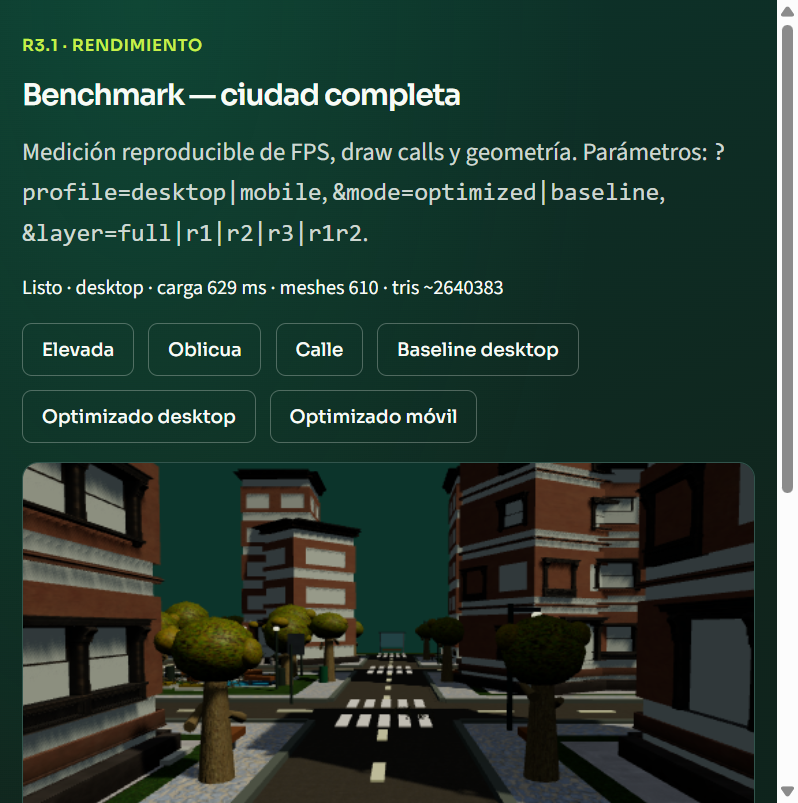 R3.1 · RENDIMIENTO
Benchmark — ciudad completa
Medición reproducible de FPS, draw calls y geometría. Parámetros: ?
profile=desktop|mobile, &mode=optimized|baseline,
&layer=full|r1|r2|r3|r1r2.
Listo · desktop · carga 629 ms · meshes 610 · tris ~2640383
Elevada
Oblicua
Calle
Baseline desktop
Optimizado desktop
Optimizado móvil